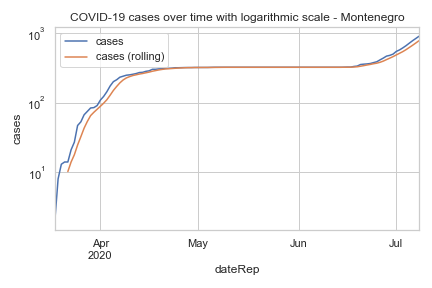 COVID-19 cases over time with logarithmic scale - Montenegro
cases
cases (rolling)
10³
10²
10¹
cases
Apr
2020
May
Jun
Jul
dateRep